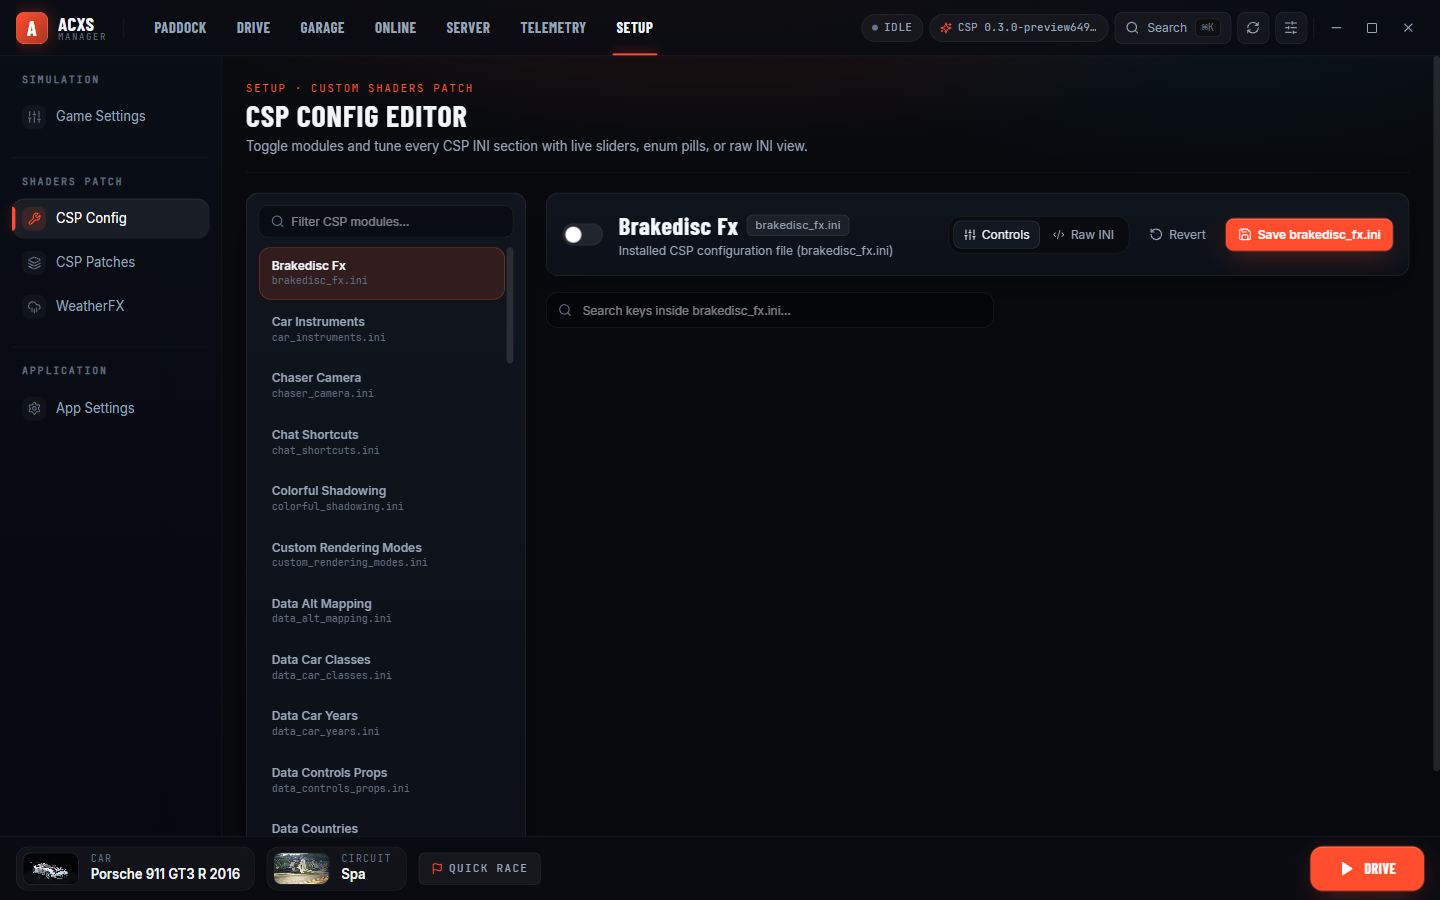 A
ACXS
MANAGER
PADDOCK
DRIVE
GARAGE
ONLINE
SERVER
TELEMETRY
SETUP
IDLE
CSP 0.3.0-preview649…
Search
⌘K
SIMULATION
Game Settings
SHADERS PATCH
CSP Config
CSP Patches
WeatherFX
APPLICATION
App Settings
SETUP · CUSTOM SHADERS PATCH
CSP CONFIG EDITOR
Toggle modules and tune every CSP INI section with live sliders, enum pills, or raw INI view.
Filter CSP modules...
Brakedisc Fx
brakedisc_fx.ini
Car Instruments
car_instruments.ini
Chaser Camera
chaser_camera.ini
Chat Shortcuts
chat_shortcuts.ini
Colorful Shadowing
colorful_shadowing.ini
Custom Rendering Modes
custom_rendering_modes.ini
Data Alt Mapping
data_alt_mapping.ini
Data Car Classes
data_car_classes.ini
Data Car Years
data_car_years.ini
Data Controls Props
data_controls_props.ini
Data Countries
Brakedisc Fx
brakedisc_fx.ini
Installed CSP configuration file (brakedisc_fx.ini)
Controls
Raw INI
Revert
Save brakedisc_fx.ini
Search keys inside brakedisc_fx.ini...
CAR
Porsche 911 GT3 R 2016
CIRCUIT
Spa
QUICK RACE
DRIVE